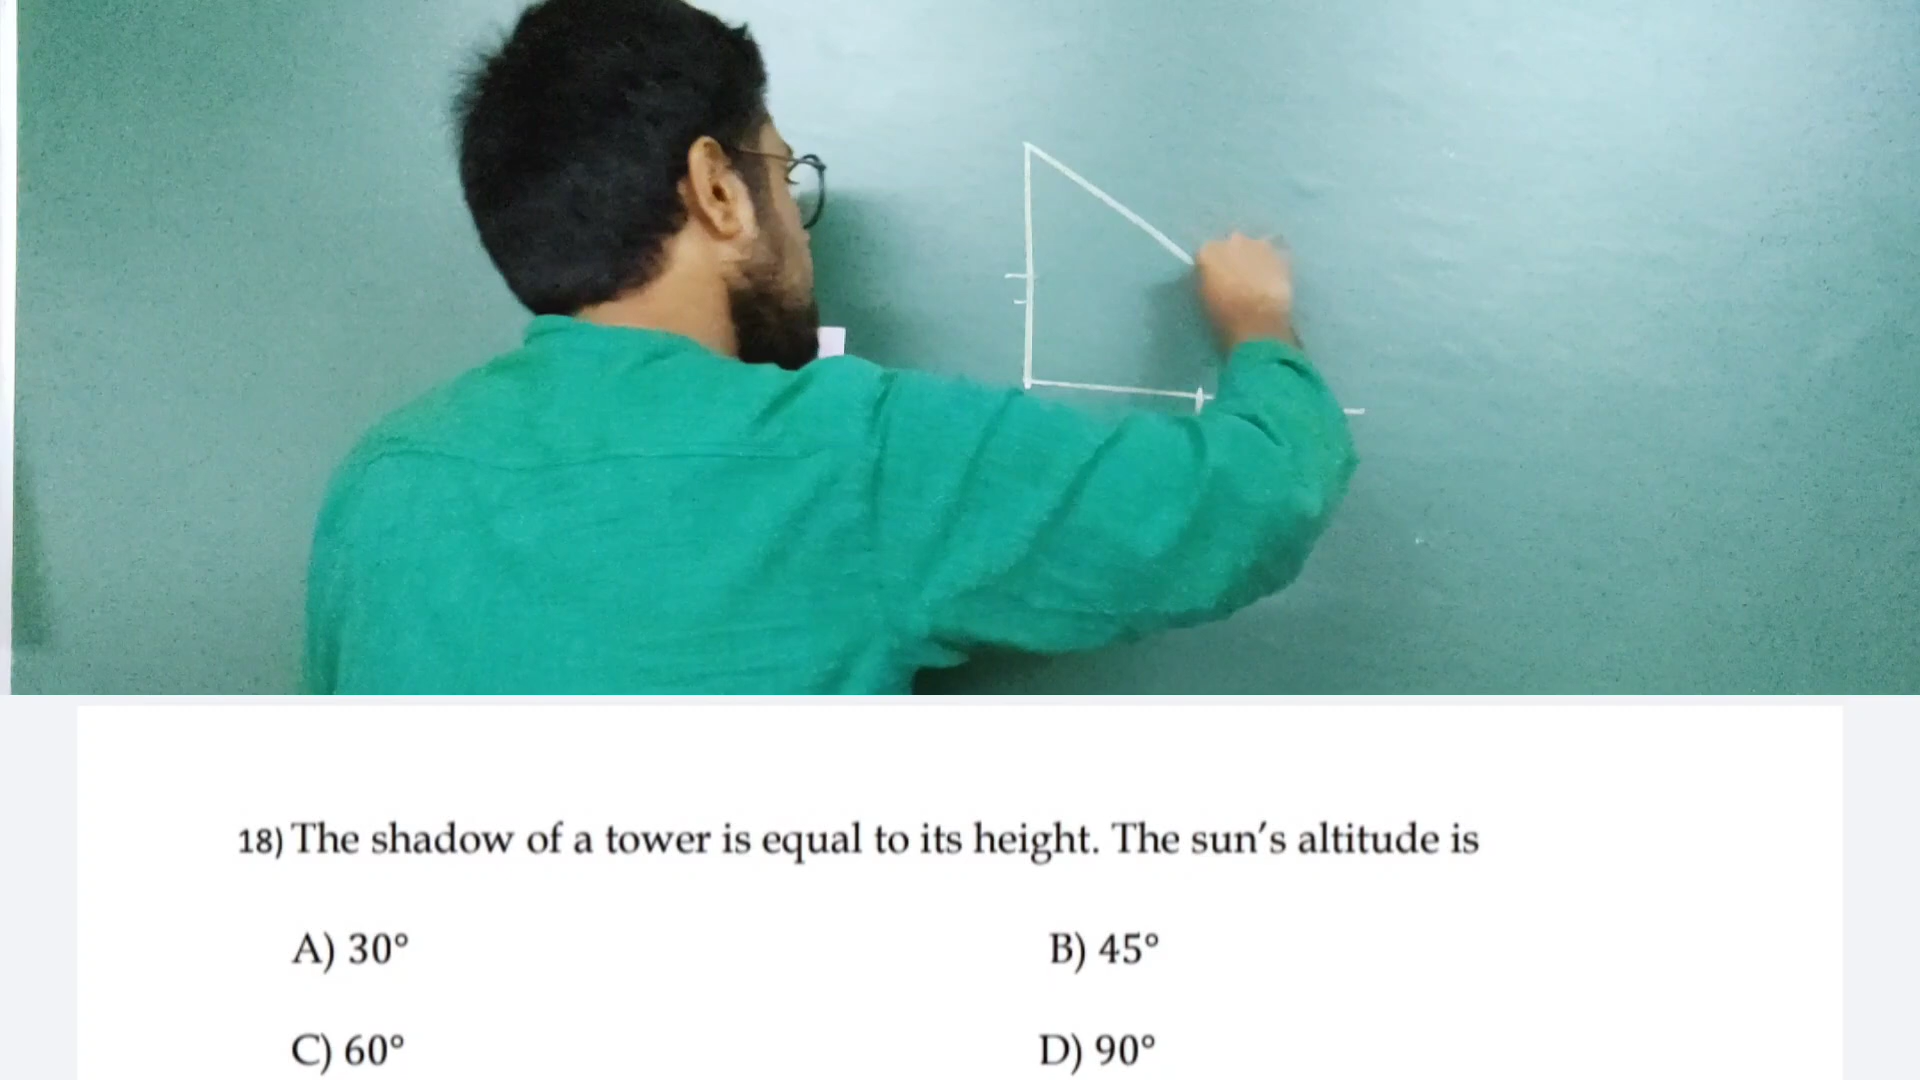 18) The shadow of a tower is equal to its height. The sun’s altitude is
A) 30° B) 45°
C) 60° D) 90°